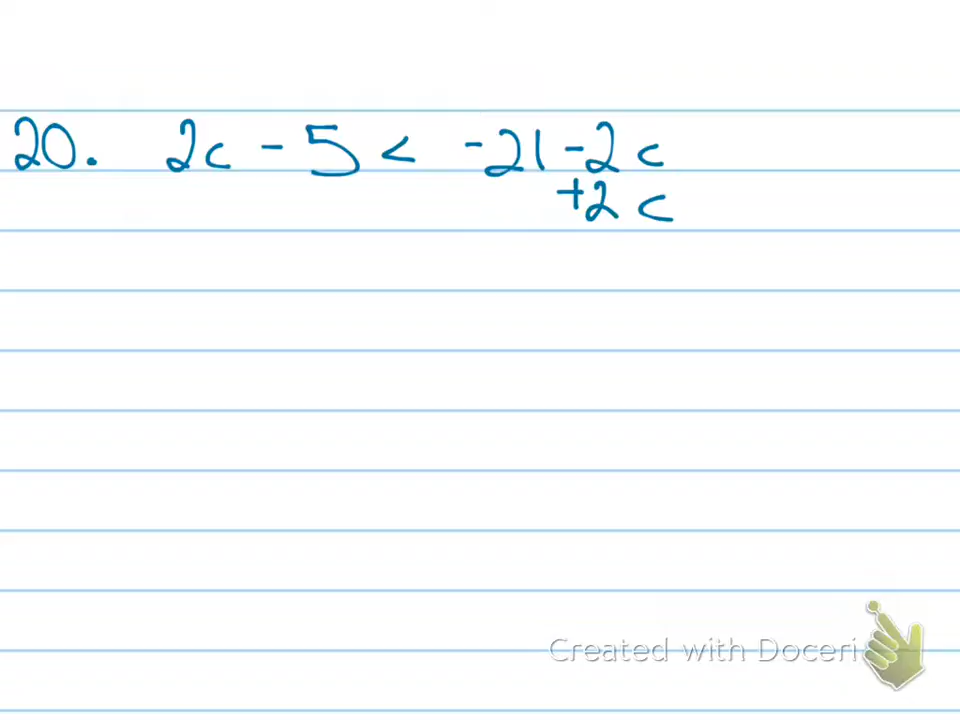 20. 2c - 5 < -21 - 2c
+2c
Created with Doceri